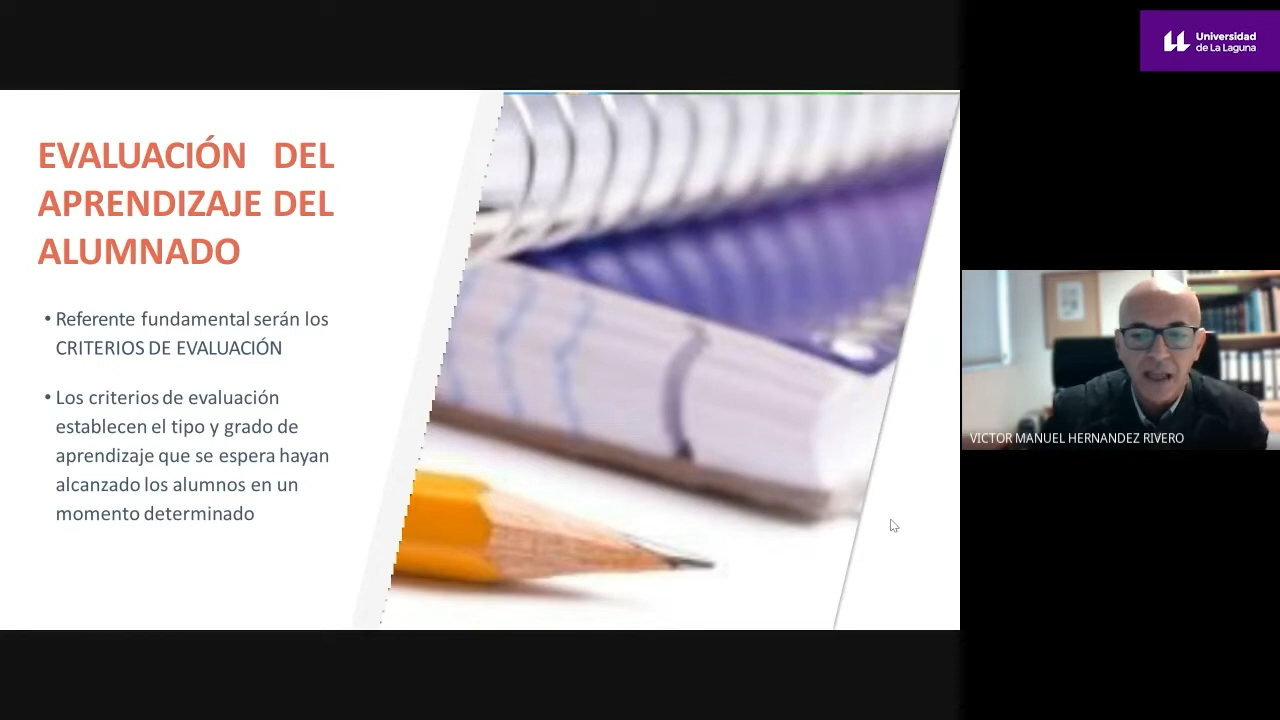 Universidad
de La Laguna
EVALUACIÓN DEL
APRENDIZAJE DEL
ALUMNADO
• Referente fundamental serán los
CRITERIOS DE EVALUACIÓN
• Los criterios de evaluación
establecen el tipo y grado de
aprendizaje que se espera hayan
alcanzado los alumnos en un
momento determinado
VICTOR MANUEL HERNANDEZ RIVERO